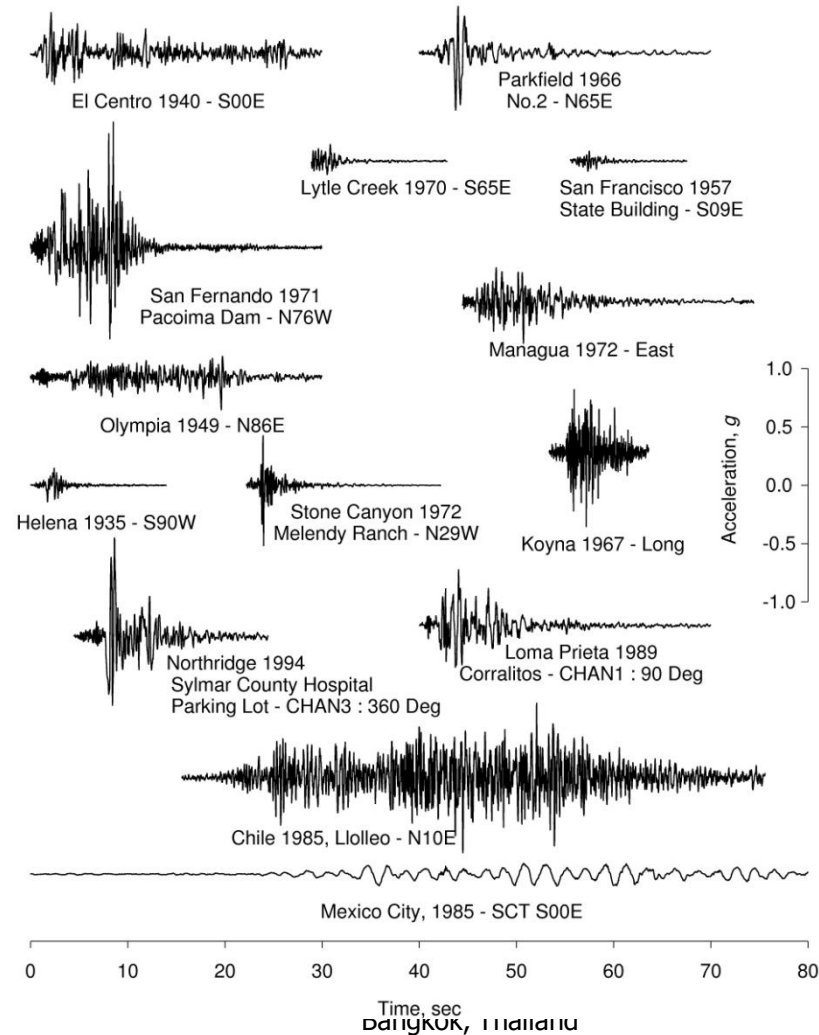 El Centro 1940 - S00E
Parkfield 1966
No.2 - N65E
Lytle Creek 1970 - S65E
San Francisco 1957
State Building - S09E
San Fernando 1971
Pacoima Dam - N76W
Managua 1972 - East
Olympia 1949 - N86E
Helena 1935 - S90W
Stone Canyon 1972
Melendy Ranch - N29W
Koyna 1967 - Long
1.0
0.5
0.0
-0.5
-1.0
Acceleration, g
Northridge 1994
Sylmar County Hospital
Parking Lot - CHAN3 : 360 Deg
Loma Prieta 1989
Corralitos - CHAN1 : 90 Deg
Chile 1985, Llolleo - N10E
Mexico City, 1985 - SCT S00E
0 10 20 30 40 50 60 70 80
Time, sec
Bangkok, Thailand